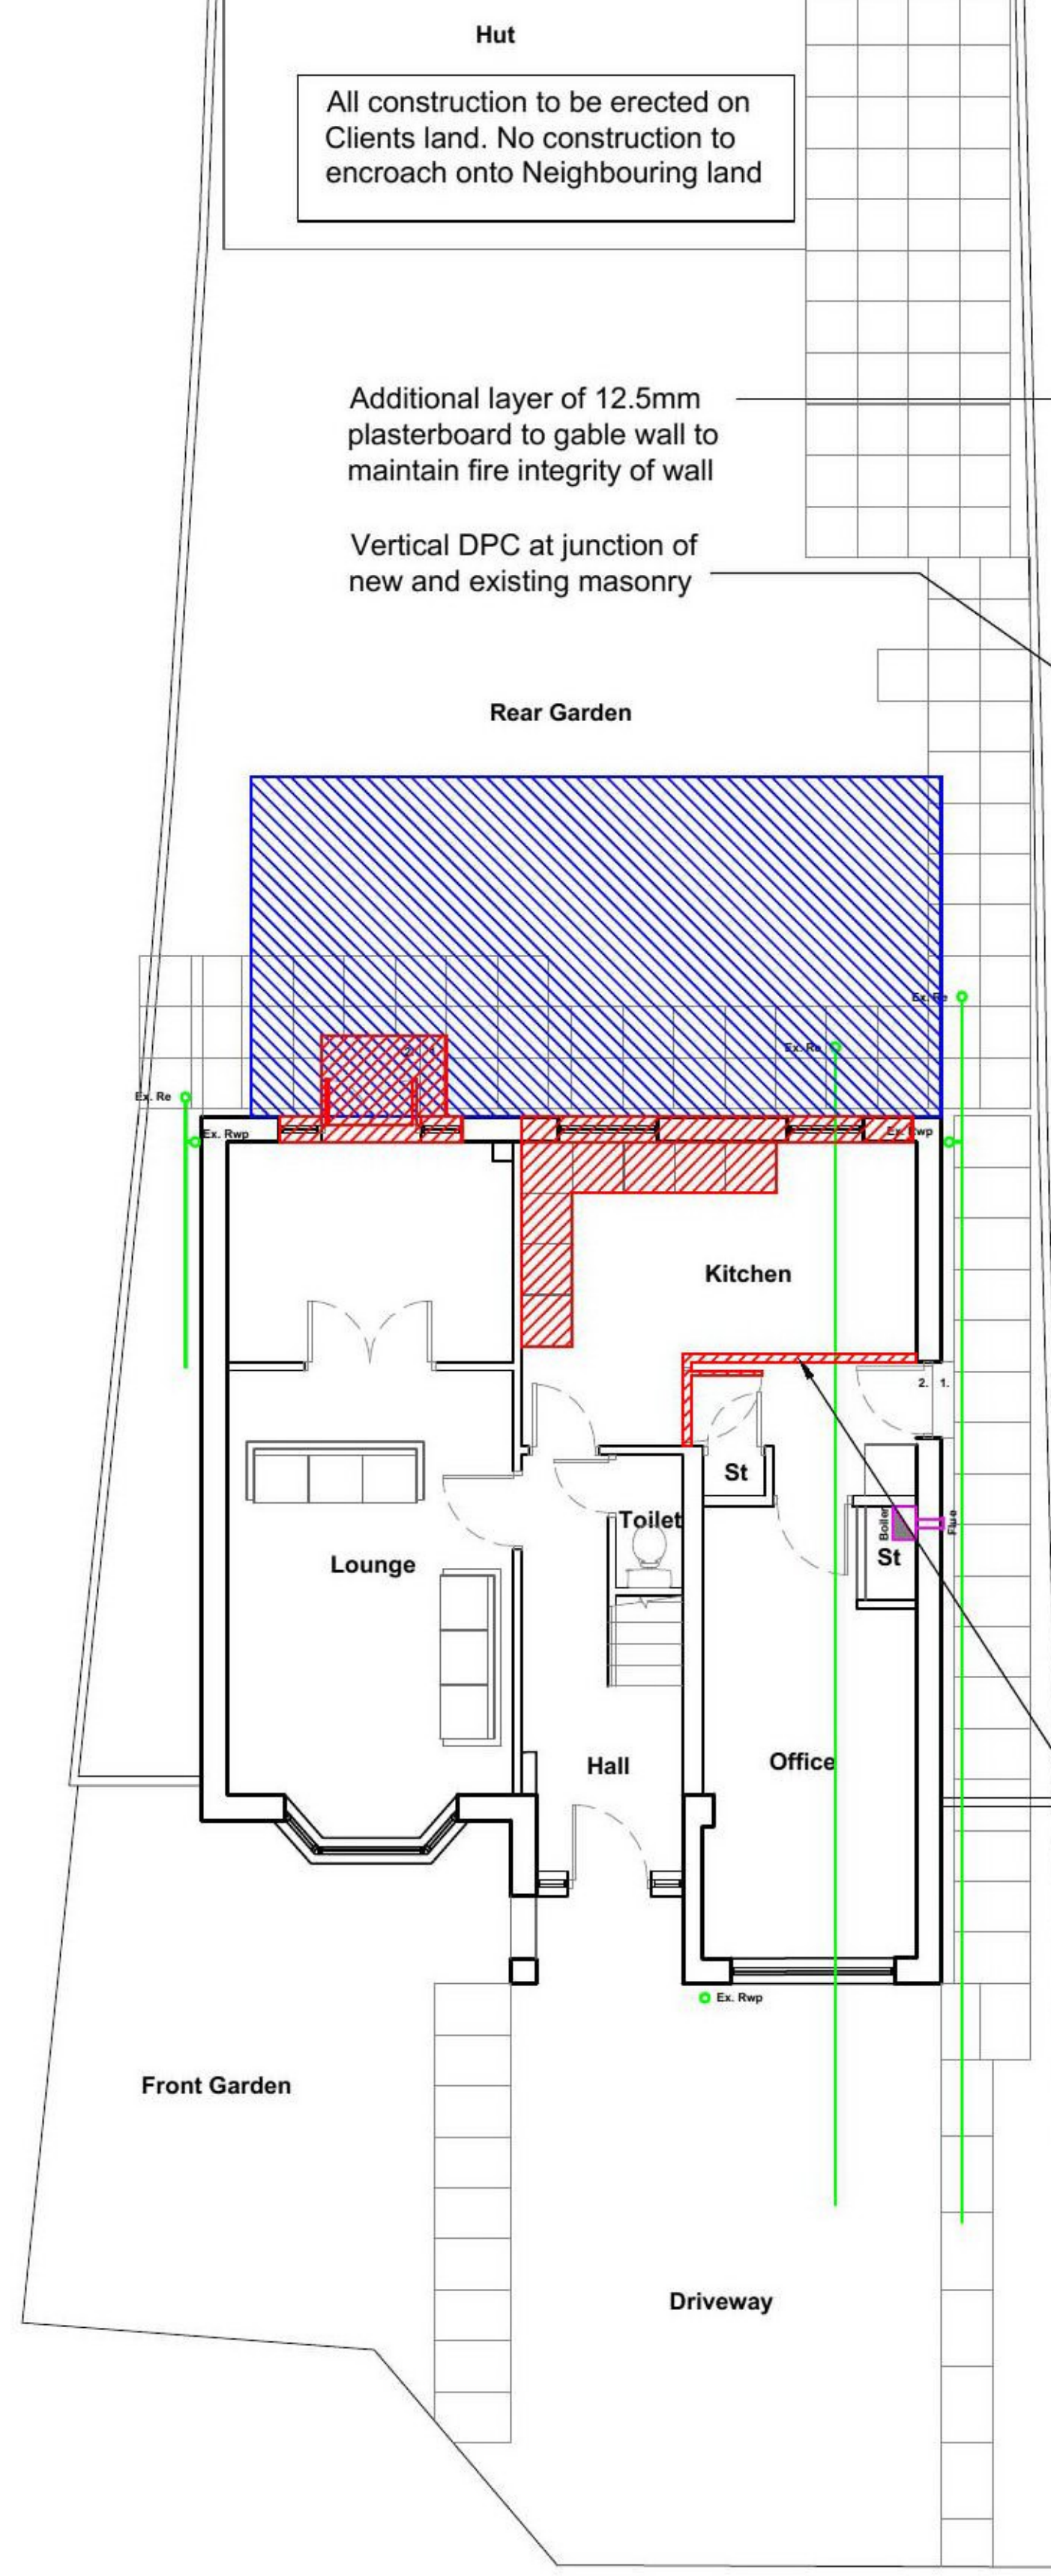 Hut
All construction to be erected on
Clients land. No construction to
encroach onto Neighbouring land
Additional layer of 12.5mm
plasterboard to gable wall to
maintain fire integrity of wall
Vertical DPC at junction of
new and existing masonry
Rear Garden
Ex. Re
Ex. Re
Ex. Re
Ex. Rwp
Ex. Rwp
Kitchen
2. 1.
St
Toilet
Boiler
Flue
St
Lounge
Hall
Office
Ex. Rwp
Front Garden
Driveway